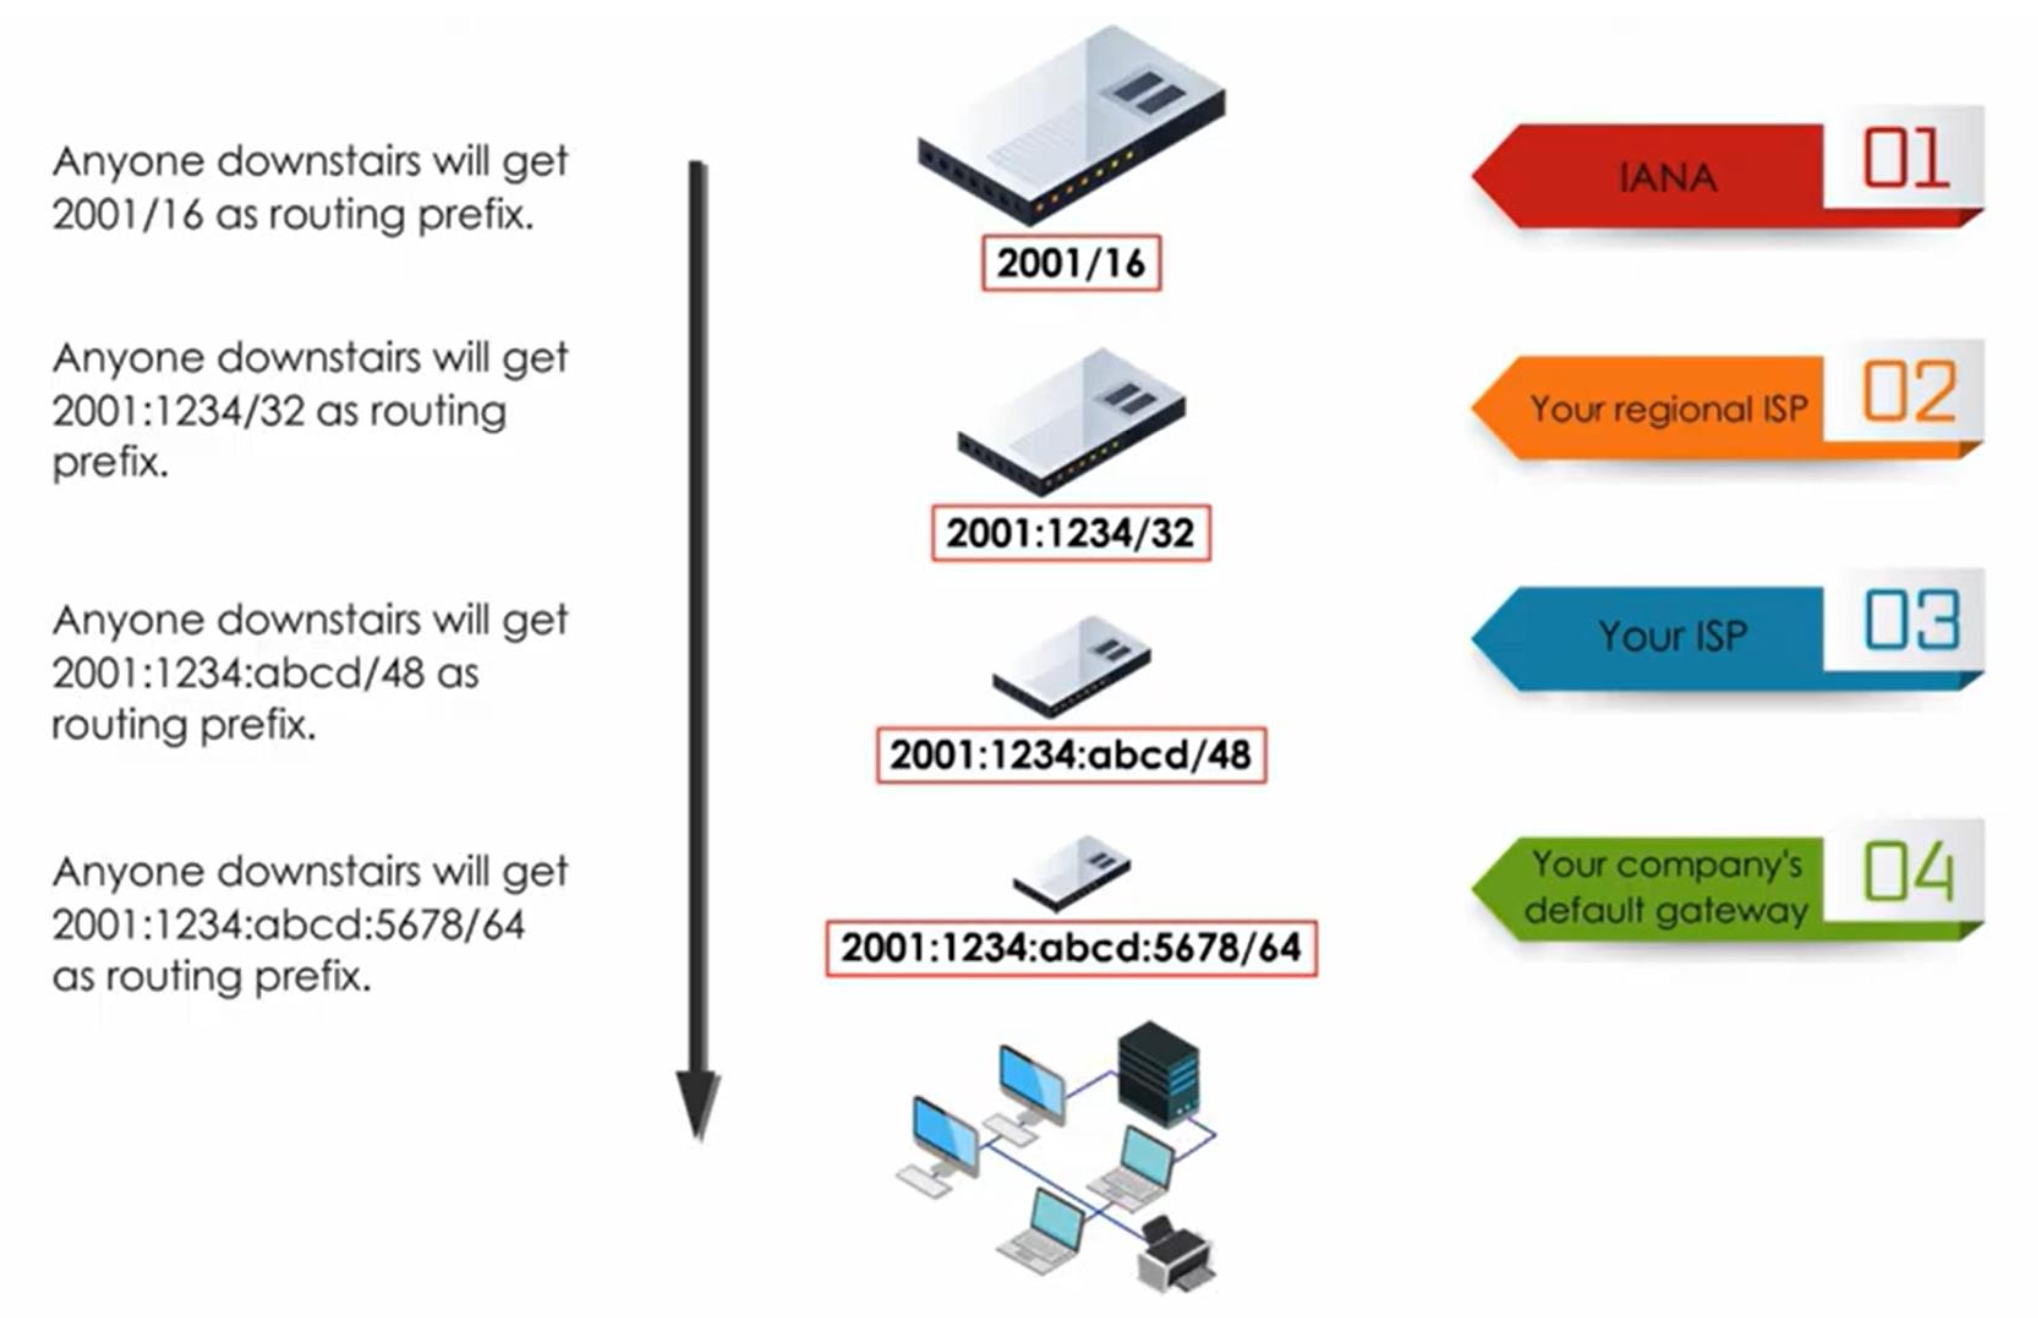 Anyone downstairs will get
2001/16 as routing prefix.
2001/16
IANA
01
Anyone downstairs will get
2001:1234/32 as routing
prefix.
2001:1234/32
Your regional ISP
02
Anyone downstairs will get
2001:1234:abcd/48 as
routing prefix.
2001:1234:abcd/48
Your ISP
03
Anyone downstairs will get
2001:1234:abcd:5678/64
as routing prefix.
2001:1234:abcd:5678/64
Your company's
default gateway
04